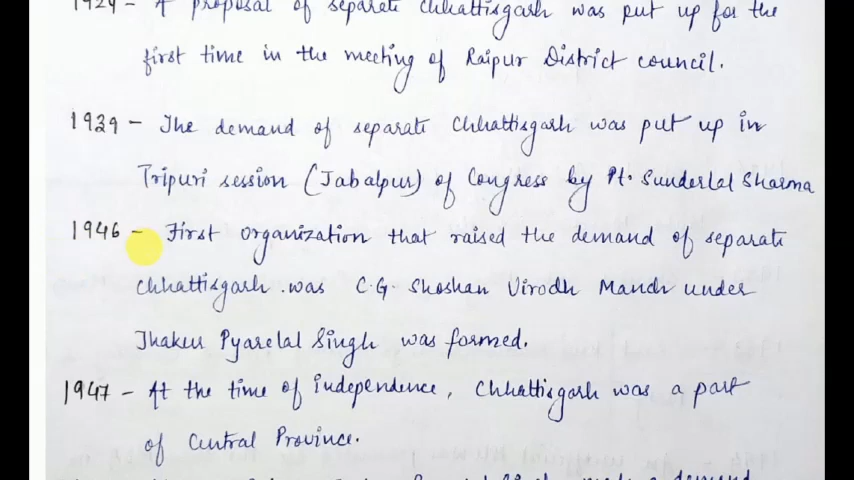 1924 - A proposal of separate Chhattisgarh was put up for the
first time in the meeting of Raipur District council.
1939 - The demand of separate Chhattisgarh was put up in
Tripuri session (Jabalpur) of Congress by Pt. Sunderlal Sharma
1946 - First organization that raised the demand of separate
Chhattisgarh .was C.G. Shoshan Virodh Manch under
Thakur Pyarelal Singh was formed.
1947 - At the time of independence, Chhattisgarh was a part
of Central Province.